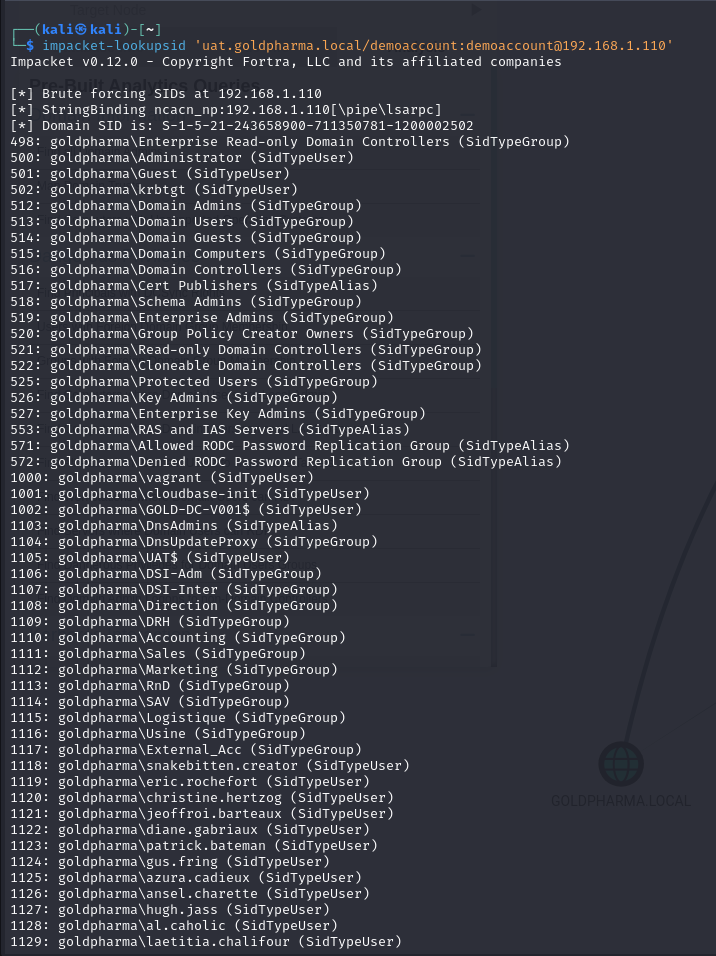 ┌──(kali㉿kali)-[~]
└─$ impacket-lookupsid 'uat.goldpharma.local/demoaccount:demoaccount@192.168.1.110'
Impacket v0.12.0 - Copyright Fortra, LLC and its affiliated companies
Pre-Built Analytics Queries
[*] Brute forcing SIDs at 192.168.1.110
[*] StringBinding ncacn_np:192.168.1.110[\pipe\lsarpc]
[*] Domain SID is: S-1-5-21-243658900-711350781-1200002502
498: goldpharma\Enterprise Read-only Domain Controllers (SidTypeGroup)
500: goldpharma\Administrator (SidTypeUser)
501: goldpharma\Guest (SidTypeUser)
502: goldpharma\krbtgt (SidTypeUser)
512: goldpharma\Domain Admins (SidTypeGroup)
513: goldpharma\Domain Users (SidTypeGroup)
514: goldpharma\Domain Guests (SidTypeGroup)
515: goldpharma\Domain Computers (SidTypeGroup)
516: goldpharma\Domain Controllers (SidTypeGroup)
517: goldpharma\Cert Publishers (SidTypeAlias)
518: goldpharma\Schema Admins (SidTypeGroup)
519: goldpharma\Enterprise Admins (SidTypeGroup)
520: goldpharma\Group Policy Creator Owners (SidTypeGroup)
521: goldpharma\Read-only Domain Controllers (SidTypeGroup)
522: goldpharma\Cloneable Domain Controllers (SidTypeGroup)
525: goldpharma\Protected Users (SidTypeGroup)
526: goldpharma\Key Admins (SidTypeGroup)
527: goldpharma\Enterprise Key Admins (SidTypeGroup)
553: goldpharma\RAS and IAS Servers (SidTypeAlias)
571: goldpharma\Allowed RODC Password Replication Group (SidTypeAlias)
572: goldpharma\Denied RODC Password Replication Group (SidTypeAlias)
1000: goldpharma\vagrant (SidTypeUser)
1001: goldpharma\cloudbase-init (SidTypeUser)
1002: goldpharma\GOLD-DC-V001$ (SidTypeUser)
1103: goldpharma\DnsAdmins (SidTypeAlias)
1104: goldpharma\DnsUpdateProxy (SidTypeGroup)
1105: goldpharma\UAT$ (SidTypeUser)
1106: goldpharma\DSI-Adm (SidTypeGroup)
1107: goldpharma\DSI-Inter (SidTypeGroup)
1108: goldpharma\Direction (SidTypeGroup)
1109: goldpharma\DRH (SidTypeGroup)
1110: goldpharma\Accounting (SidTypeGroup)
1111: goldpharma\Sales (SidTypeGroup)
1112: goldpharma\Marketing (SidTypeGroup)
1113: goldpharma\RnD (SidTypeGroup)
1114: goldpharma\SAV (SidTypeGroup)
1115: goldpharma\Logistique (SidTypeGroup)
1116: goldpharma\Usine (SidTypeGroup)
1117: goldpharma\External_Acc (SidTypeGroup)
1118: goldpharma\snakebitten.creator (SidTypeUser)
1119: goldpharma\eric.rochefort (SidTypeUser)
1120: goldpharma\christine.hertzog (SidTypeUser)
1121: goldpharma\jeoffroi.barteaux (SidTypeUser)
GOLDPHARMA.LOCAL
1122: goldpharma\diane.gabriaux (SidTypeUser)
1123: goldpharma\patrick.bateman (SidTypeUser)
1124: goldpharma\gus.fring (SidTypeUser)
1125: goldpharma\azura.cadieux (SidTypeUser)
1126: goldpharma\ansel.charette (SidTypeUser)
1127: goldpharma\hugh.jass (SidTypeUser)
1128: goldpharma\al.caholic (SidTypeUser)
1129: goldpharma\laetitia.chalifour (SidTypeUser)